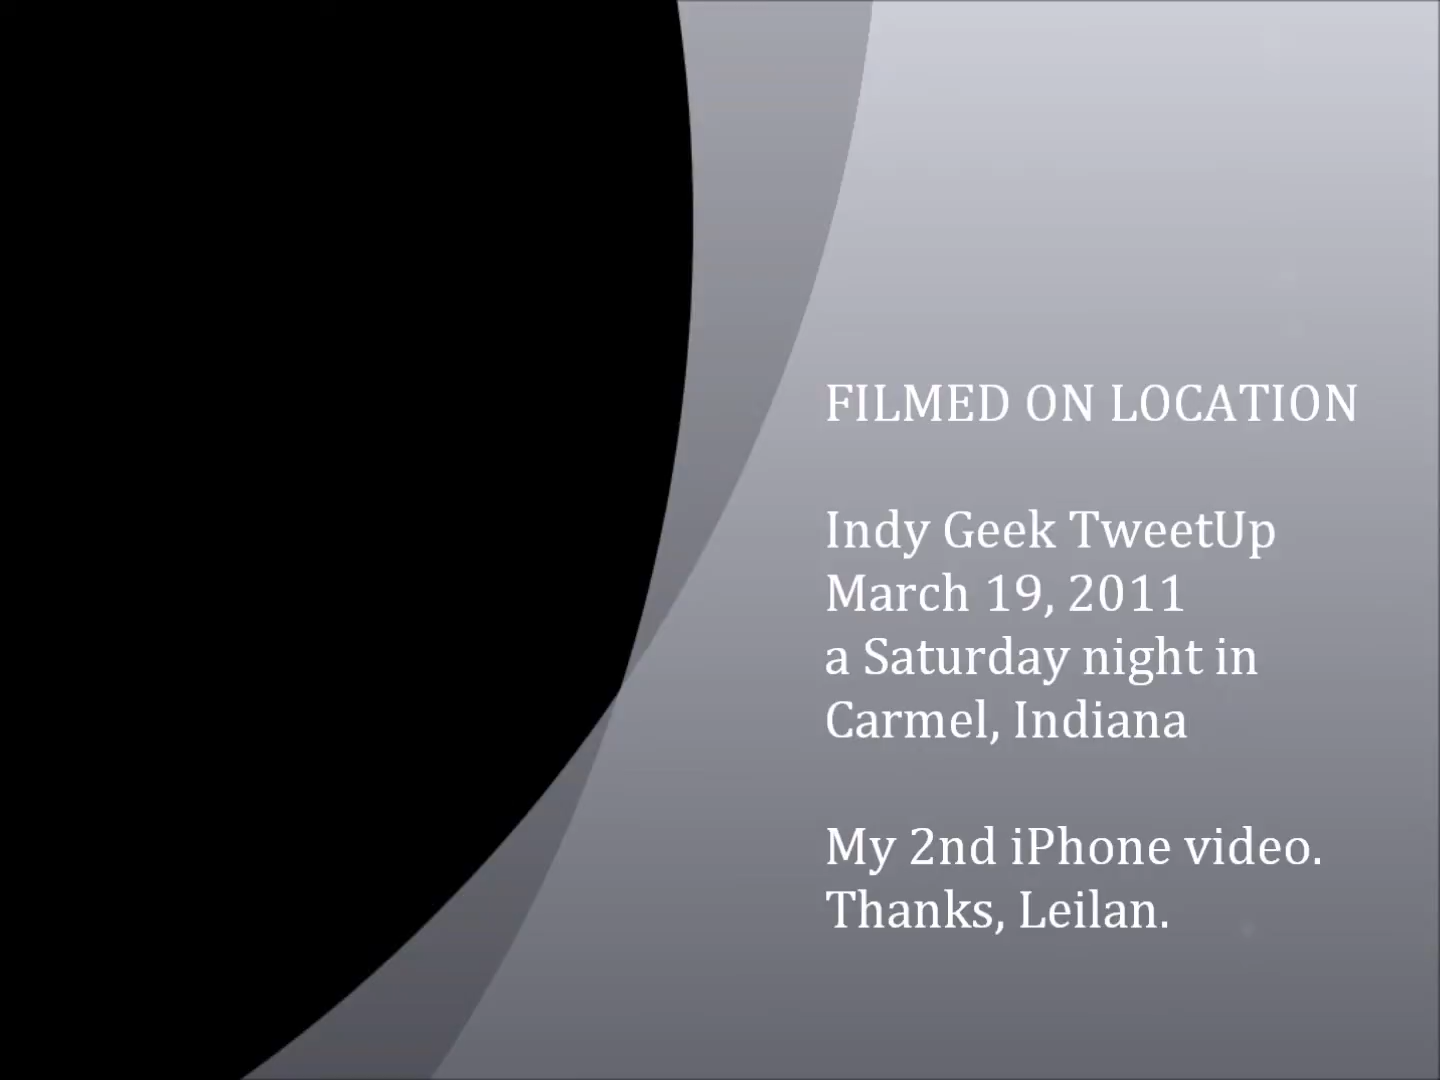 FILMED ON LOCATION
Indy Geek TweetUp
March 19, 2011
a Saturday night in
Carmel, Indiana
My 2nd iPhone video.
Thanks, Leilan.